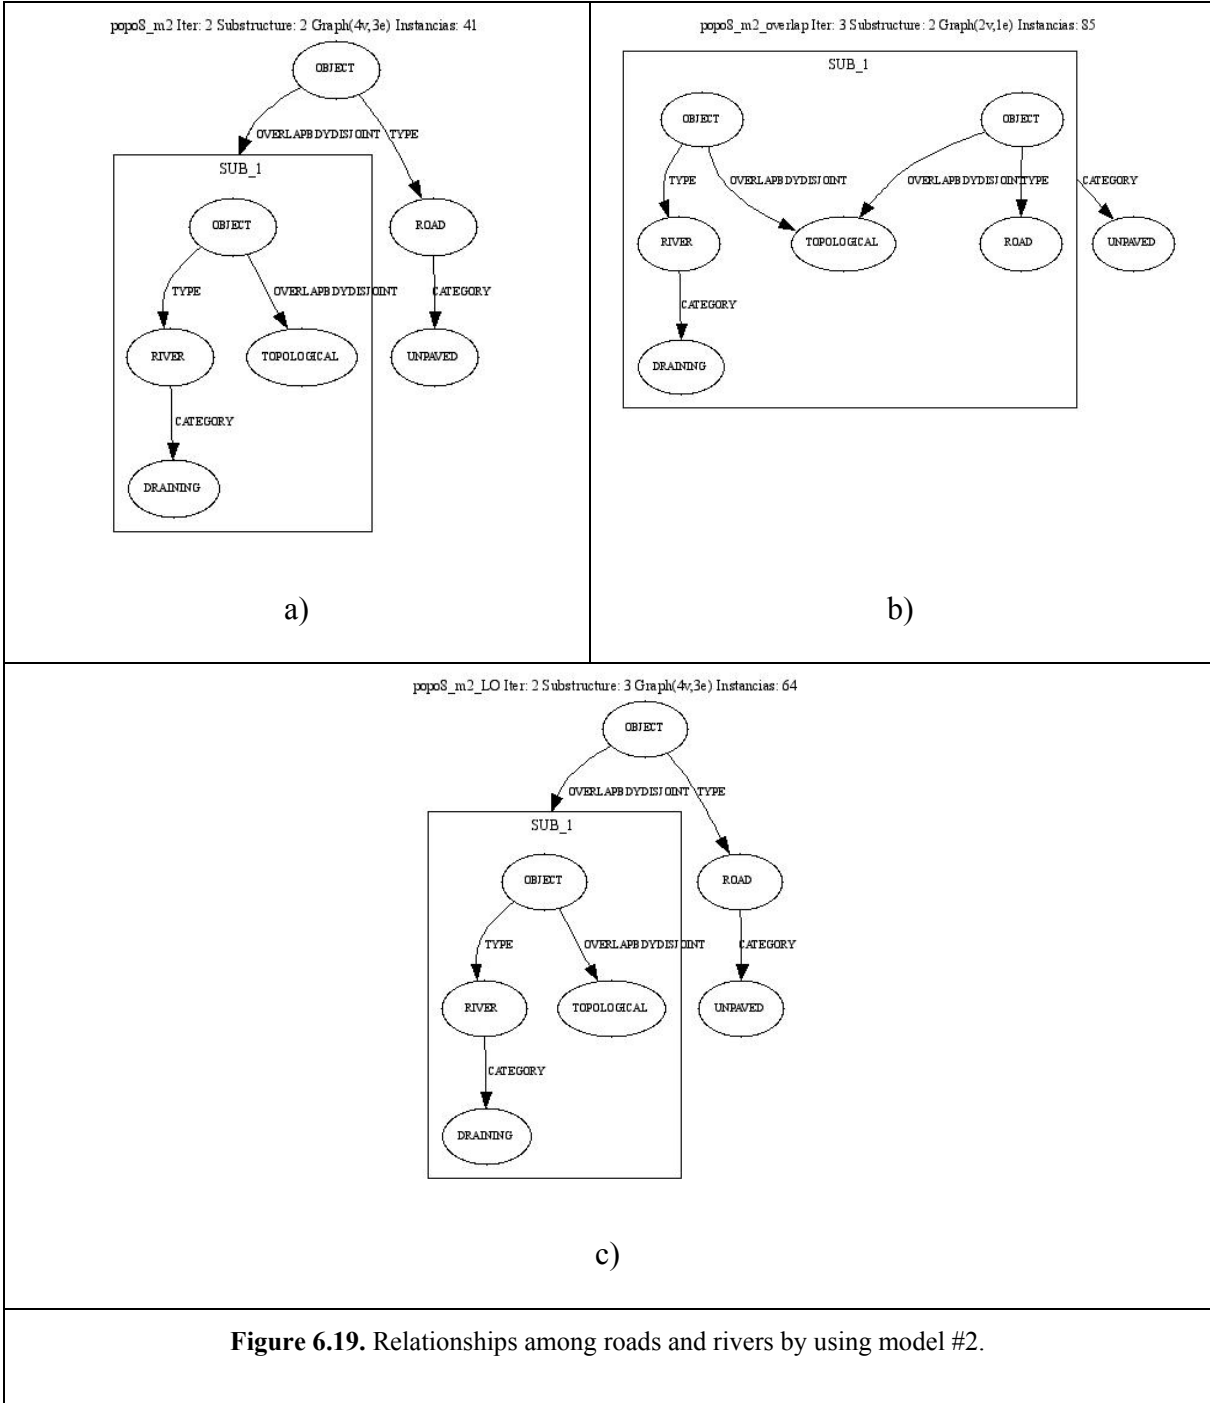 popo8_m2 Iter: 2 Substructure: 2 Graph(4v,3e) Instancias: 41
OBJECT
OVERLAPBDYDISJOINT TYPE
SUB_1
OBJECT
ROAD
TYPE
OVERLAPBDYDISJOINT
CATEGORY
RIVER
TOPOLOGICAL
UNPAVED
CATEGORY
DRAINING
a)
popo8_m2_overlap Iter: 3 Substructure: 2 Graph(2v,1e) Instancias: 85
SUB_1
OBJECT
OBJECT
TYPE
OVERLAPBDYDISJOINT
OVERLAPBDYDISJOINT
TYPE
CATEGORY
RIVER
TOPOLOGICAL
ROAD
UNPAVED
CATEGORY
DRAINING
b)
popo8_m2_LO Iter: 2 Substructure: 3 Graph(4v,3e) Instancias: 64
OBJECT
OVERLAPBDYDISJOINT TYPE
SUB_1
OBJECT
ROAD
TYPE
OVERLAPBDYDISJOINT
CATEGORY
RIVER
TOPOLOGICAL
UNPAVED
CATEGORY
DRAINING
c)
Figure 6.19. Relationships among roads and rivers by using model #2.